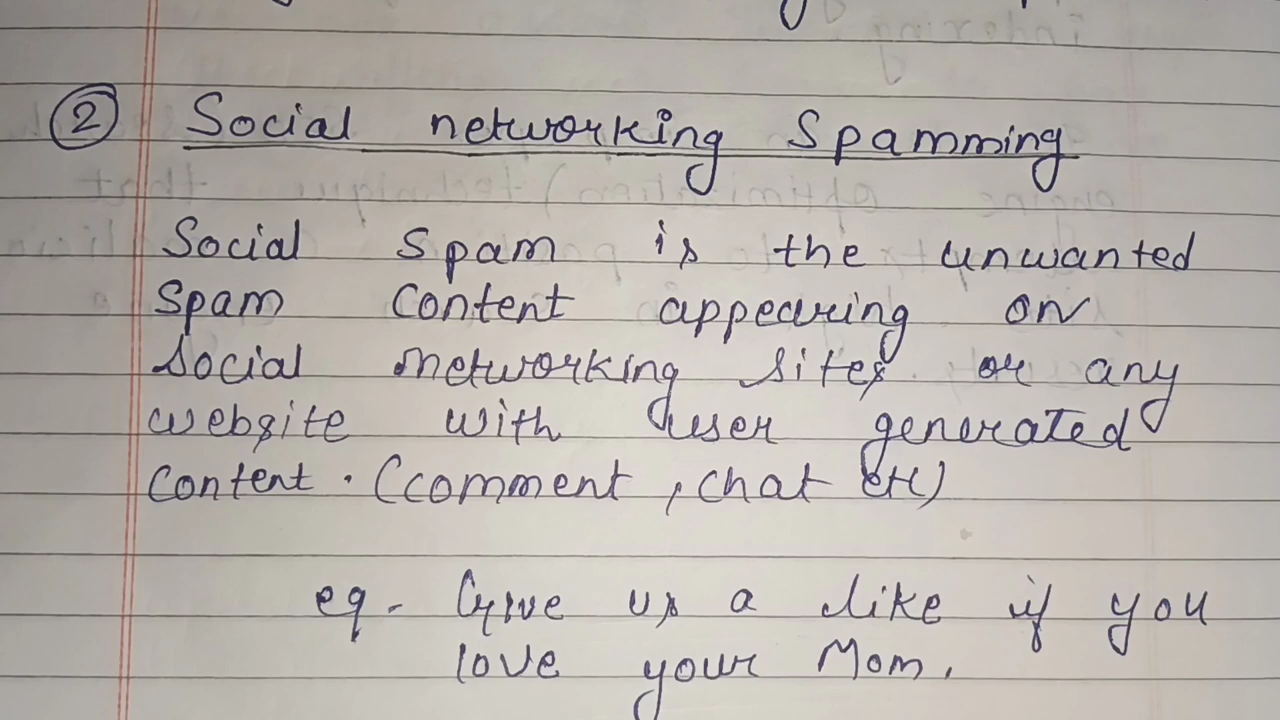 ② Social networking Spamming
Social spam is the unwanted
spam content appearing on
social networking sites or any
website with user generated
content. (comment, chat etc)
eg - Give us a like if you
love your Mom.